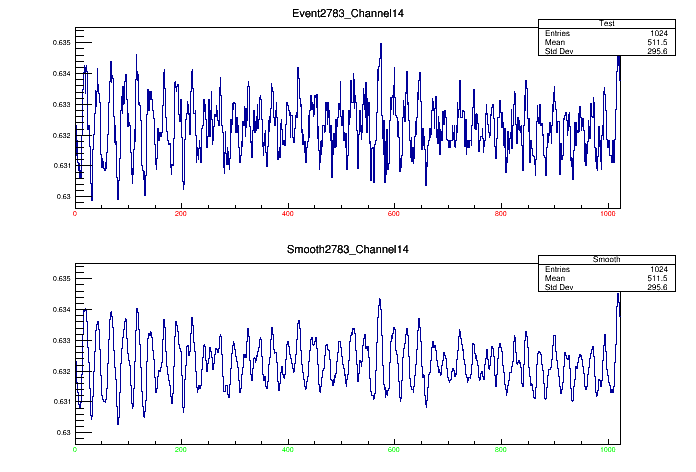 Event2783_Channel14
Test
Entries 1024
Mean 511.5
Std Dev 295.6
0.635
0.634
0.633
0.632
0.631
0.63
0 200 400 600 800 1000
Smooth2783_Channel14
Smooth
Entries 1024
Mean 511.5
Std Dev 295.6
0.635
0.634
0.633
0.632
0.631
0.63
0 200 400 600 800 1000